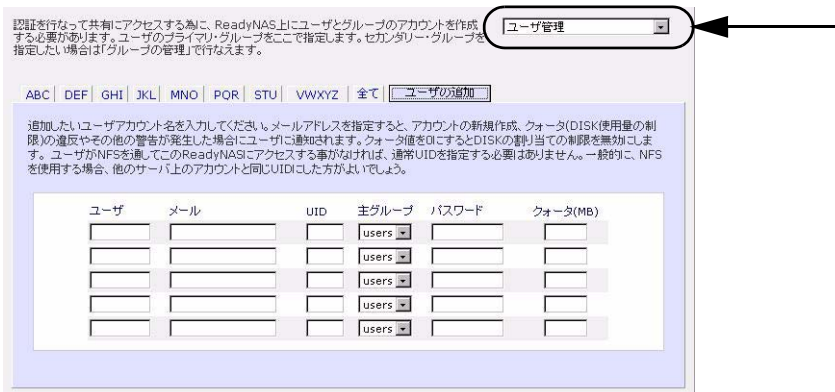 認証を行なって共有にアクセスする為に、ReadyNAS上にユーザとグループのアカウントを作成
する必要があります。ユーザのプライマリ・グループをここで指定します。セカンダリー・グループを
指定したい場合は「グループの管理」で行なえます。
ユーザ管理
ABC DEF GHI JKL MNO PQR STU VWXYZ 全て ユーザの追加
追加したいユーザアカウント名を入力してください。メールアドレスを指定すると、アカウントの新規作成、クォータ(DISK使用量の制
限)の違反やその他の警告が発生した場合にユーザに通知されます。クォータ値を0にするとDISKの割り当ての制限を無効にしま
す。 ユーザがNFSを通してこのReadyNASにアクセスする事がなければ、通常UIDを指定する必要はありません。一般的に、NFS
を使用する場合、他のサーバ上のアカウントと同じUIDにした方がよいでしょう。
ユーザ メール UID 主グループ パスワード クォータ(MB)
users
users
users
users
users